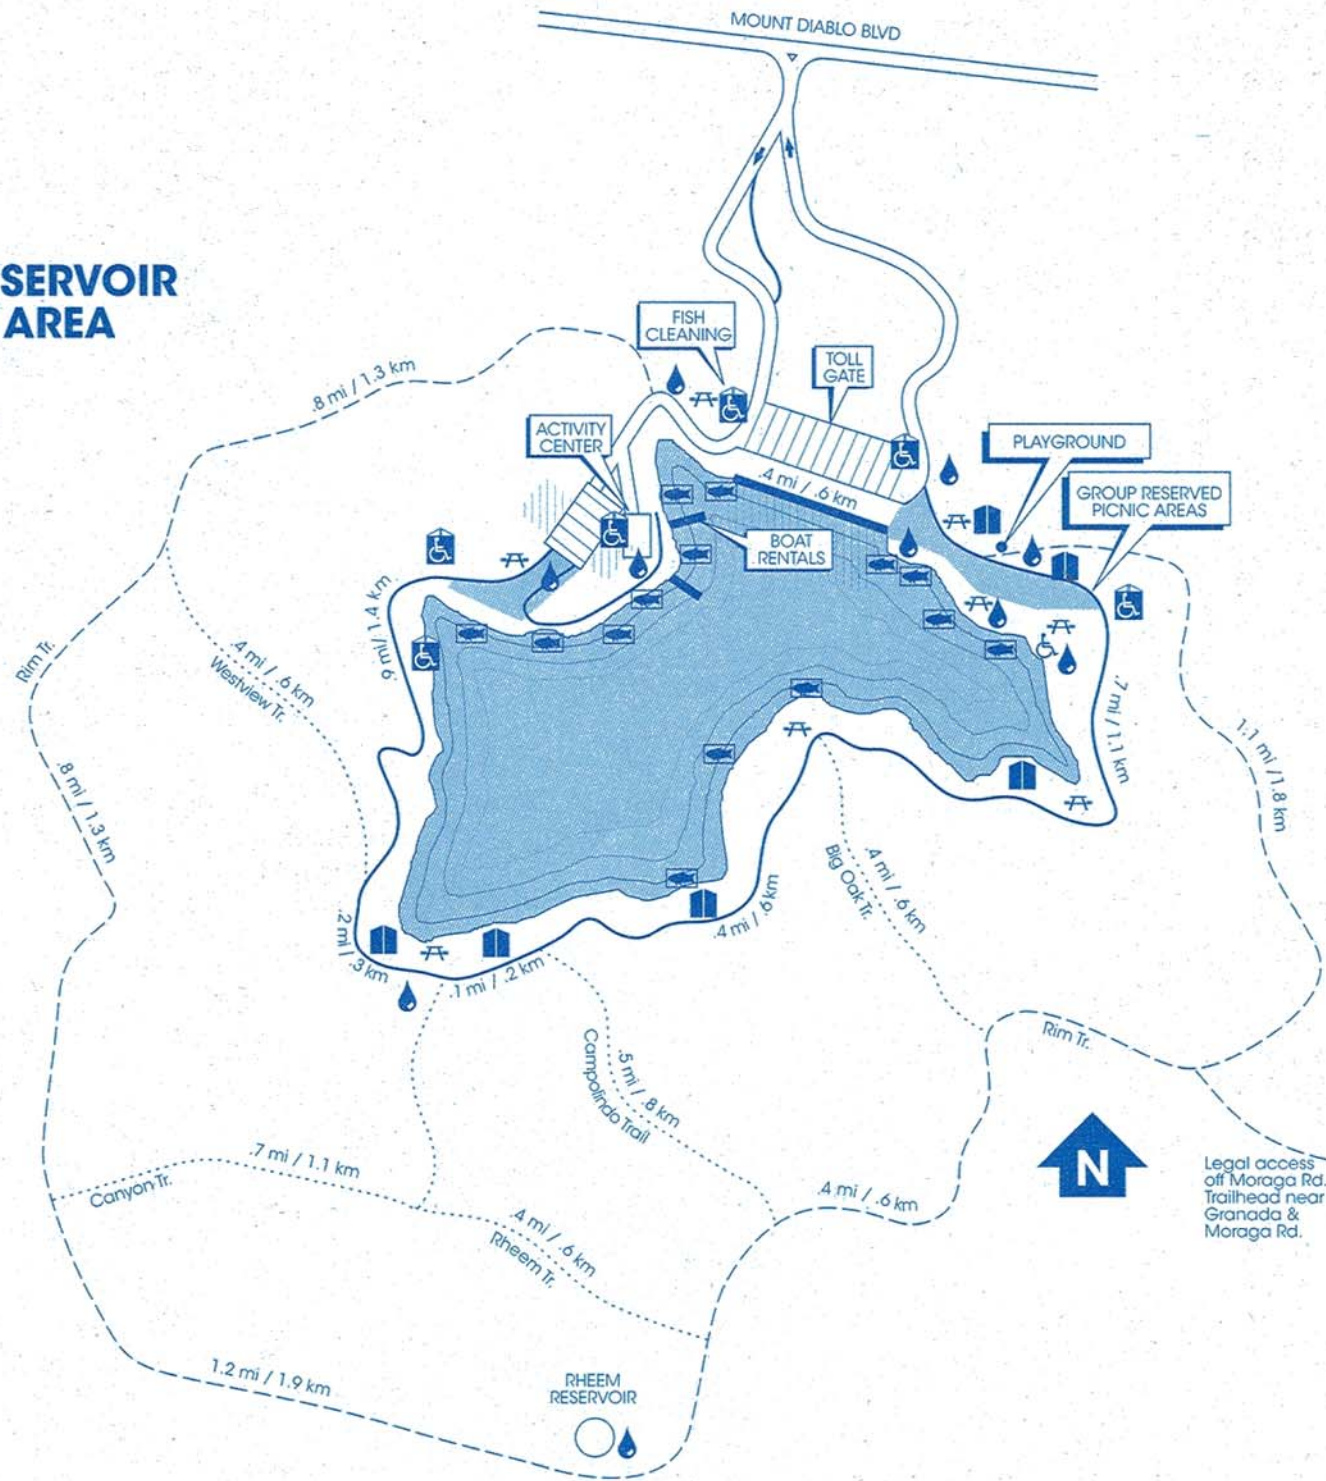 MOUNT DIABLO BLVD
SERVOIR
AREA
FISH
CLEANING
TOLL
GATE
.8 mi / 1.3 km
ACTIVITY
CENTER
PLAYGROUND
GROUP RESERVED
PICNIC AREAS
.4 mi / .6 km
BOAT
RENTALS
.9 mi / 1.4 km
Rim Tr.
.4 mi / .6 km
Westview Tr.
.7 mi / 1.1 km
1.1 mi / 1.8 km
.8 mi / 1.3 km
.4 mi / .6 km
Big Oak Tr.
.4 mi / .6 km
.2 mi / .3 km
.1 mi / .2 km
Rim Tr.
.5 mi / .8 km
Campolindo Trail
N
Legal access
off Moraga Rd.
Trailhead near
Granada &
Moraga Rd.
.7 mi / 1.1 km
Canyon Tr.
.4 mi / .6 km
.4 mi / .6 km
Rheem Tr.
1.2 mi / 1.9 km
RHEEM
RESERVOIR